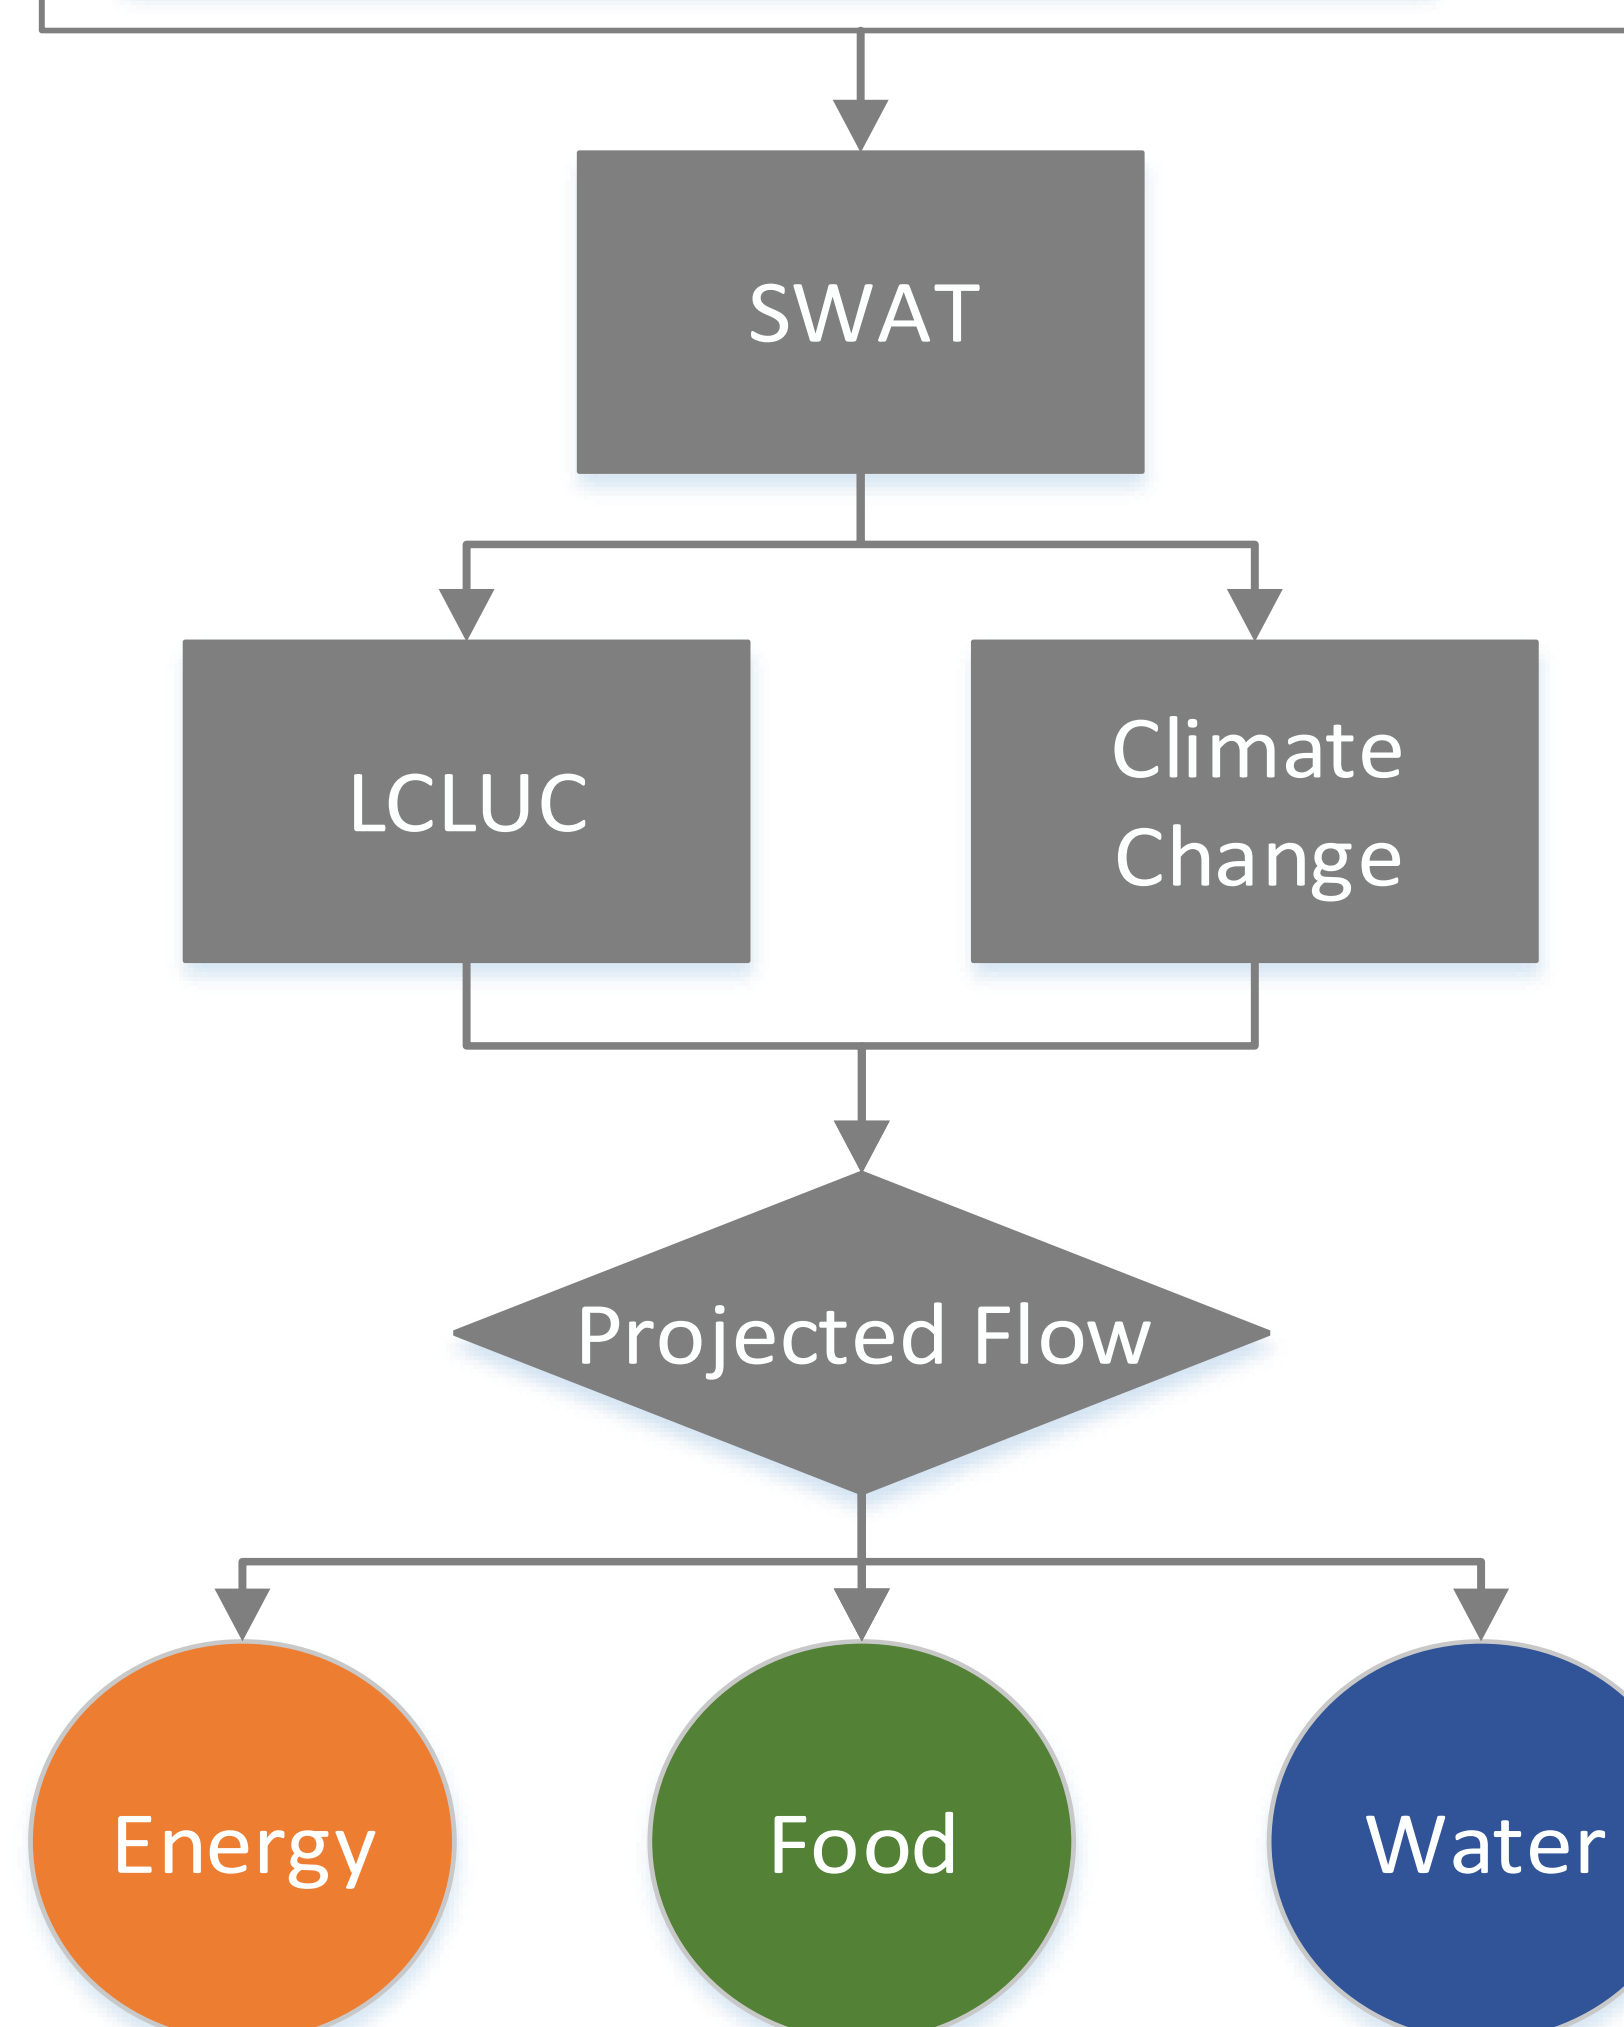 SWAT
LCLUC
Climate
Change
Projected Flow
Energy
Food
Water